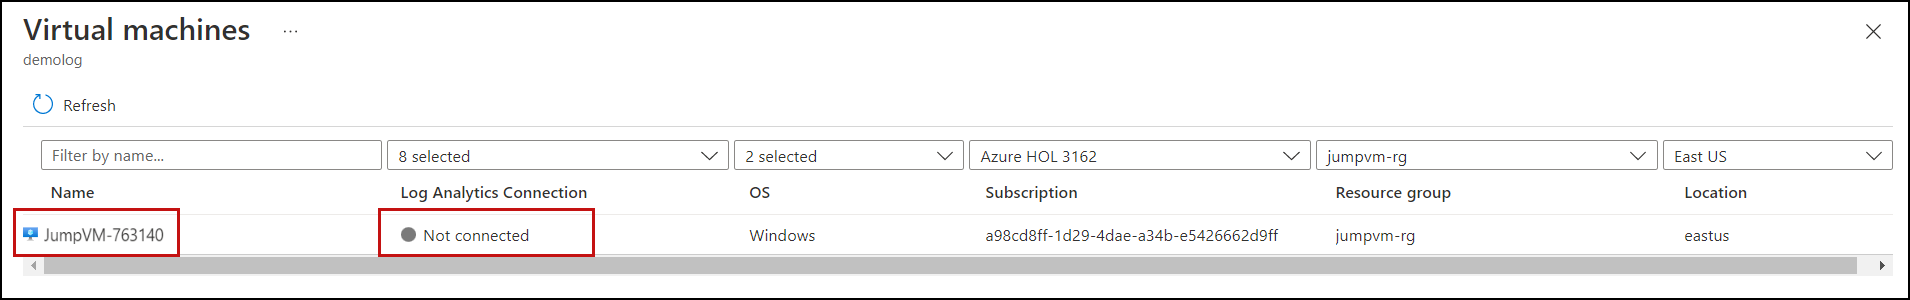 Virtual machines ...
demolog
Refresh
Filter by name... 8 selected 2 selected Azure HOL 3162 jumpvm-rg East US
Name Log Analytics Connection OS Subscription Resource group Location
JumpVM-763140 Not connected Windows a98cd8ff-1d29-4dae-a34b-e5426662d9ff jumpvm-rg eastus